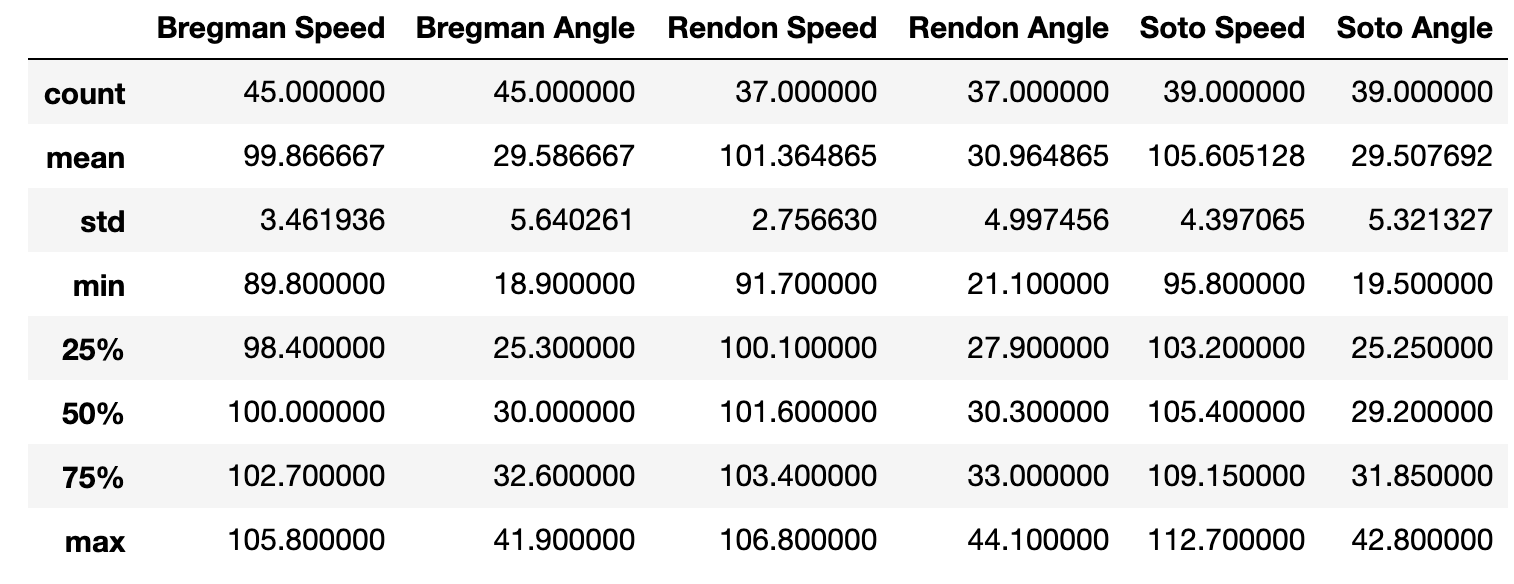 Bregman Speed Bregman Angle Rendon Speed Rendon Angle Soto Speed Soto Angle
count 45.000000 45.000000 37.000000 37.000000 39.000000 39.000000
mean 99.866667 29.586667 101.364865 30.964865 105.605128 29.507692
std 3.461936 5.640261 2.756630 4.997456 4.397065 5.321327
min 89.800000 18.900000 91.700000 21.100000 95.800000 19.500000
25% 98.400000 25.300000 100.100000 27.900000 103.200000 25.250000
50% 100.000000 30.000000 101.600000 30.300000 105.400000 29.200000
75% 102.700000 32.600000 103.400000 33.000000 109.150000 31.850000
max 105.800000 41.900000 106.800000 44.100000 112.700000 42.800000